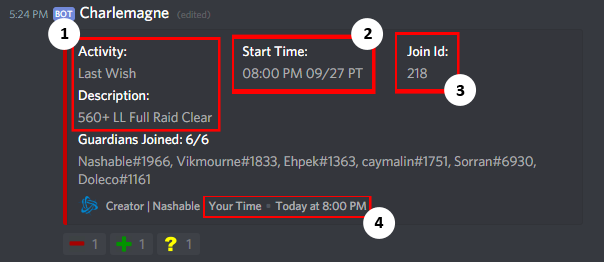 5:24 PM BOT Charlemagne (edited)
1 2
Activity: Start Time: Join Id:
Last Wish 08:00 PM 09/27 PT 218
3
Description:
560+ LL Full Raid Clear
Guardians Joined: 6/6
Nashable#1966, Vikmourne#1833, Ehpek#1363, caymalin#1751, Sorran#6930,
Doleco#1161
Creator | Nashable Your Time • Today at 8:00 PM
4
1 1 ? 1